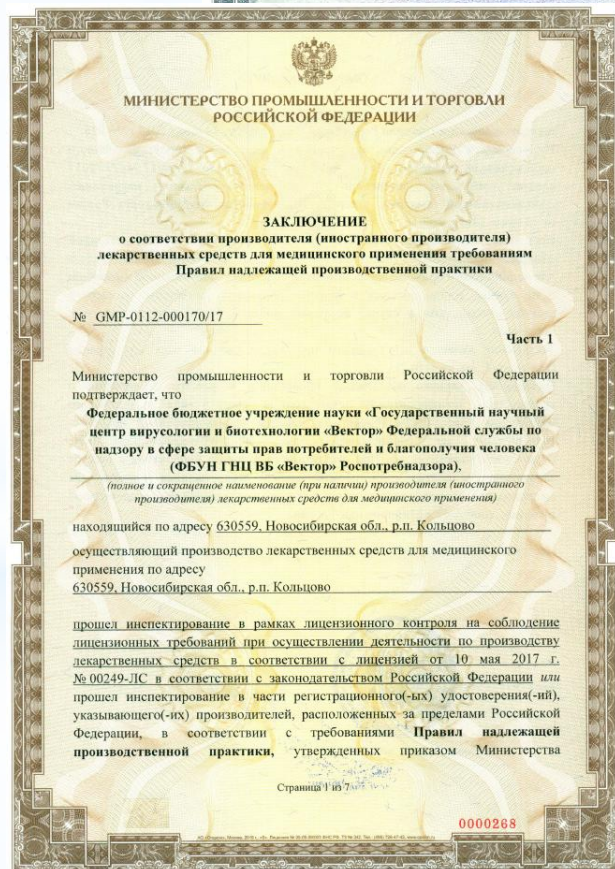 МИНИСТЕРСТВО ПРОМЫШЛЕННОСТИ И ТОРГОВЛИ
РОССИЙСКОЙ ФЕДЕРАЦИИ
ЗАКЛЮЧЕНИЕ
о соответствии производителя (иностранного производителя)
лекарственных средств для медицинского применения требованиям
Правил надлежащей производственной практики
№ GMP-0112-000170/17
Часть 1
Министерство промышленности и торговли Российской Федерации
подтверждает, что
Федеральное бюджетное учреждение науки «Государственный научный
центр вирусологии и биотехнологии «Вектор» Федеральной службы по
надзору в сфере защиты прав потребителей и благополучия человека
(ФБУН ГНЦ ВБ «Вектор» Роспотребнадзора),
(полное и сокращенное наименование (при наличии) производителя (иностранного
производителя) лекарственных средств для медицинского применения)
находящийся по адресу 630559, Новосибирская обл., р.п. Кольцово
осуществляющий производство лекарственных средств для медицинского
применения по адресу
630559, Новосибирская обл., р.п. Кольцово
прошел инспектирование в рамках лицензионного контроля на соблюдение
лицензионных требований при осуществлении деятельности по производству
лекарственных средств в соответствии с лицензией от 10 мая 2017 г.
№ 00249-ЛС в соответствии с законодательством Российской Федерации или
прошел инспектирование в части регистрационного(-ых) удостоверения(-ий),
указывающего(-их) производителей, расположенных за пределами Российской
Федерации, в соответствии с требованиями Правил надлежащей
производственной практики, утвержденных приказом Министерства
Страница 1 из 7
0000268